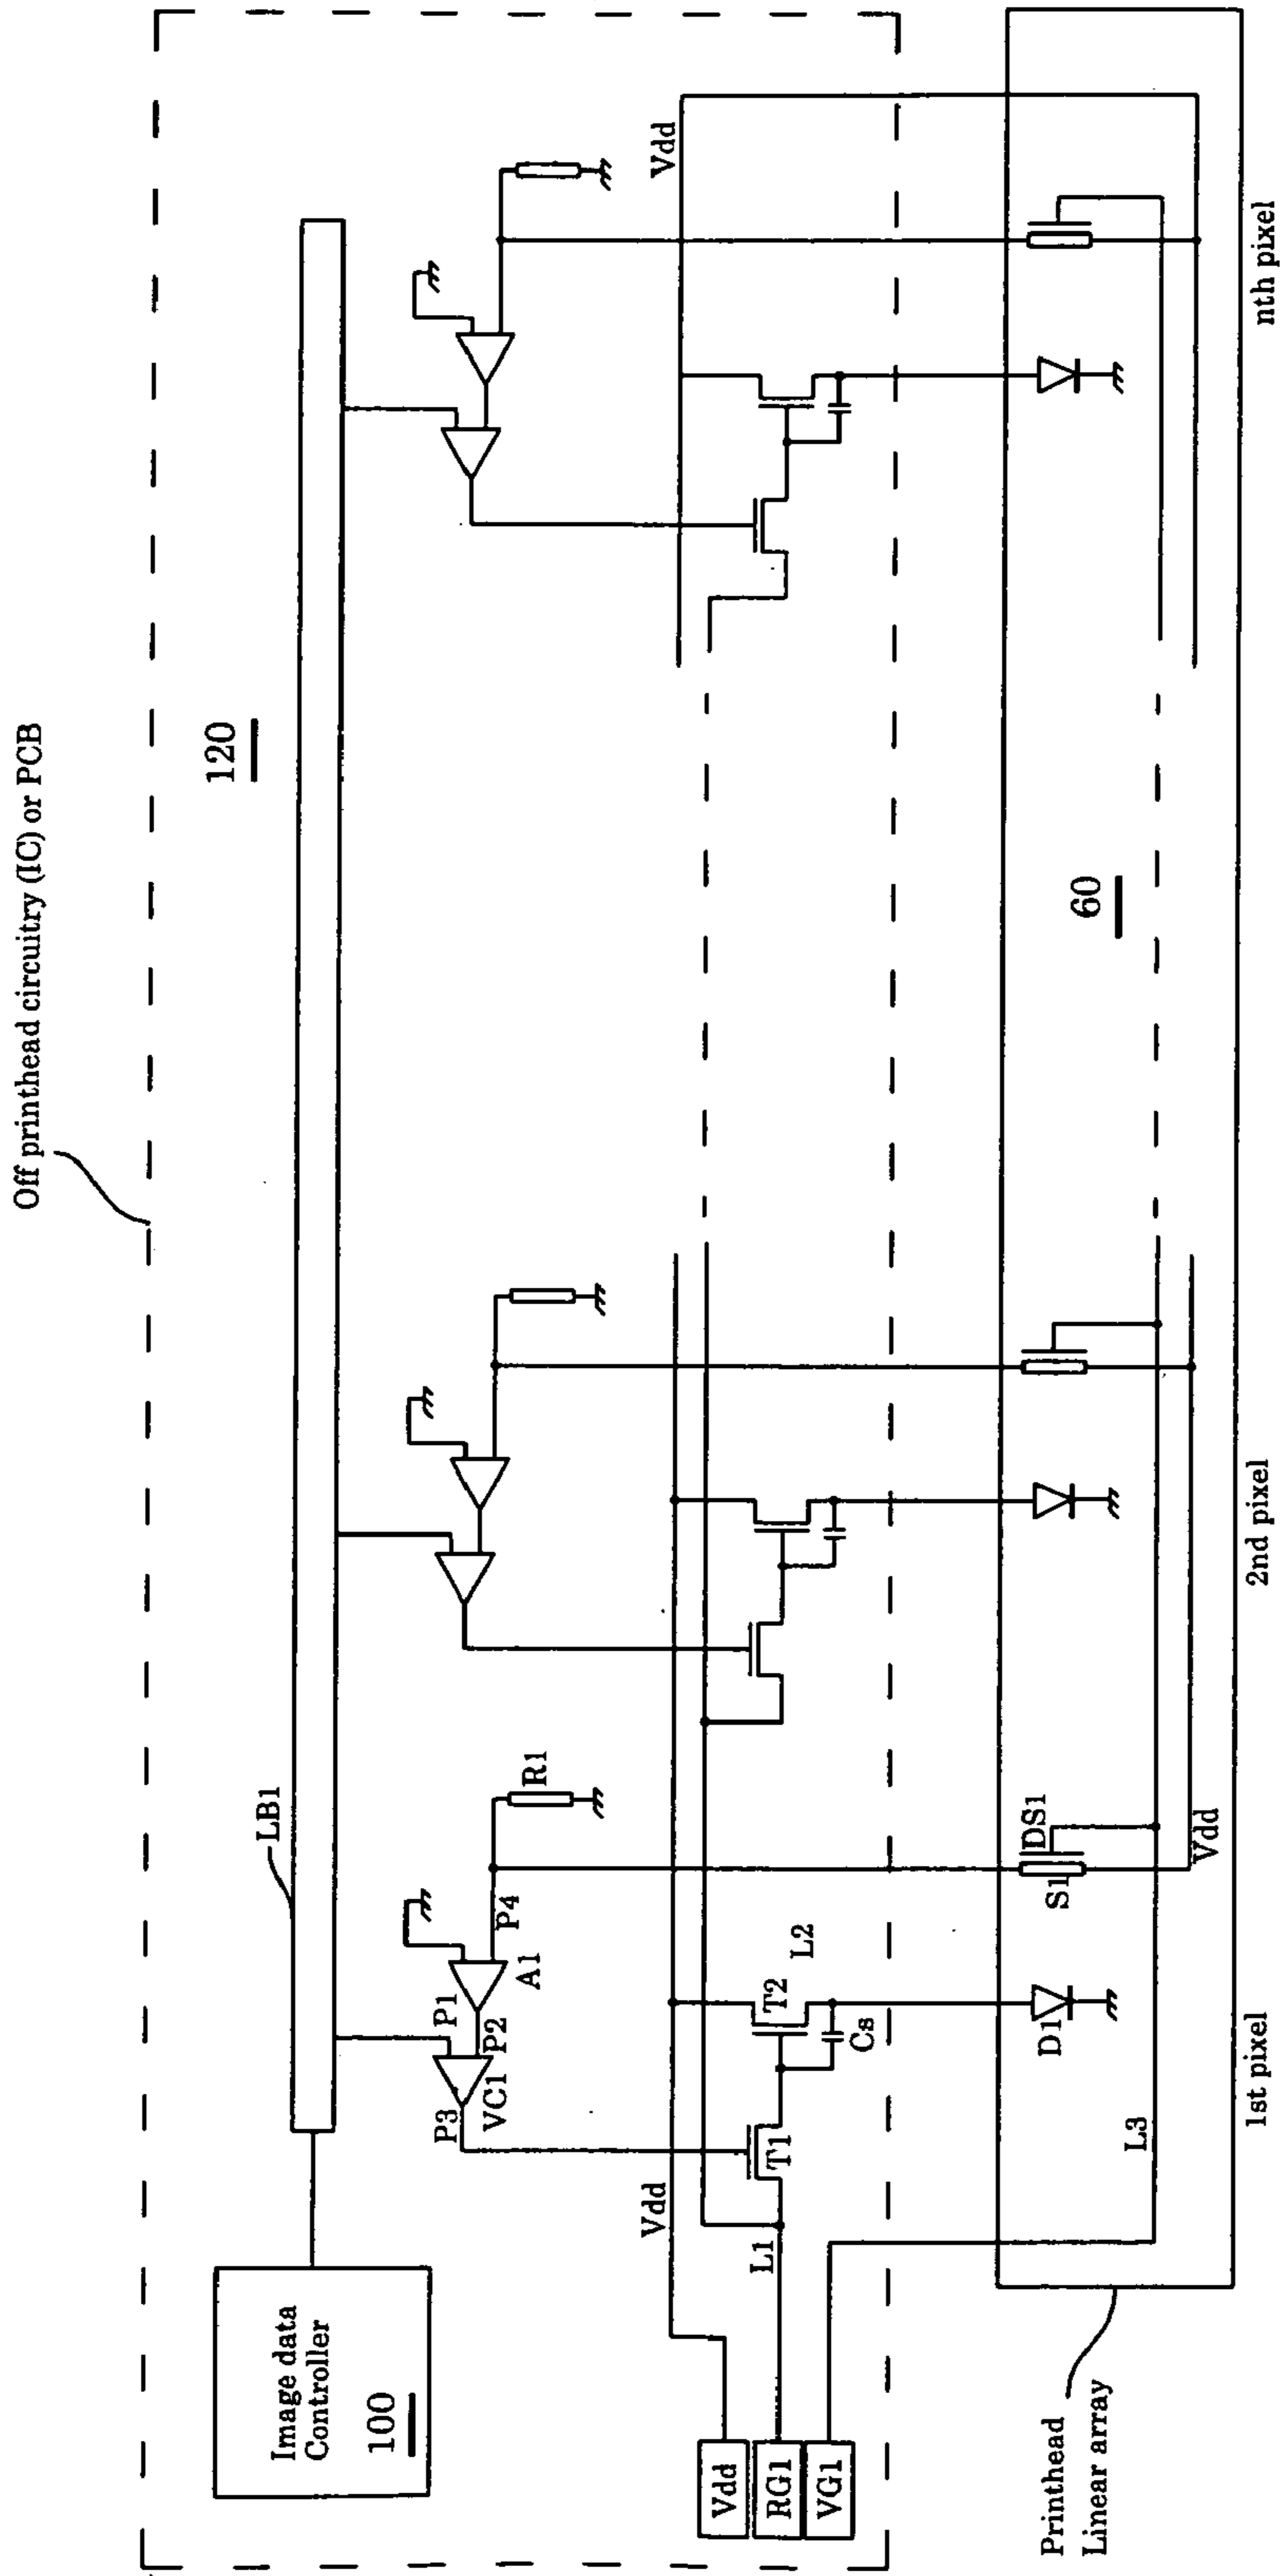 Off printhead circuitry (IC) or PCB
120
LB1
Image data
Controller
100
P1
P2
P3
VC1
A1
P4
R1
Vdd
Vdd
L1
T1
T2
L2
Cs
Vdd
RG1
VG1
D1
S1
DS1
Vdd
L3
60
Printhead
Linear array
1st pixel
2nd pixel
nth pixel